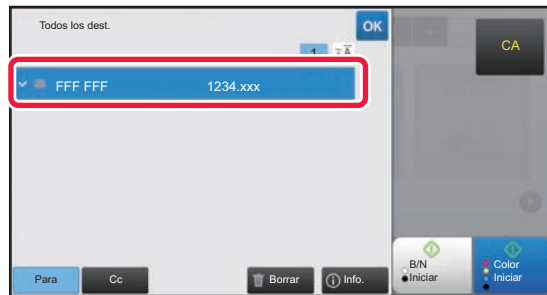 Todos los dest.
OK
CA
1
FFF FFF 1234.xxx
B/N
Iniciar
Color
Iniciar
Para
Cc
Borrar
Info.